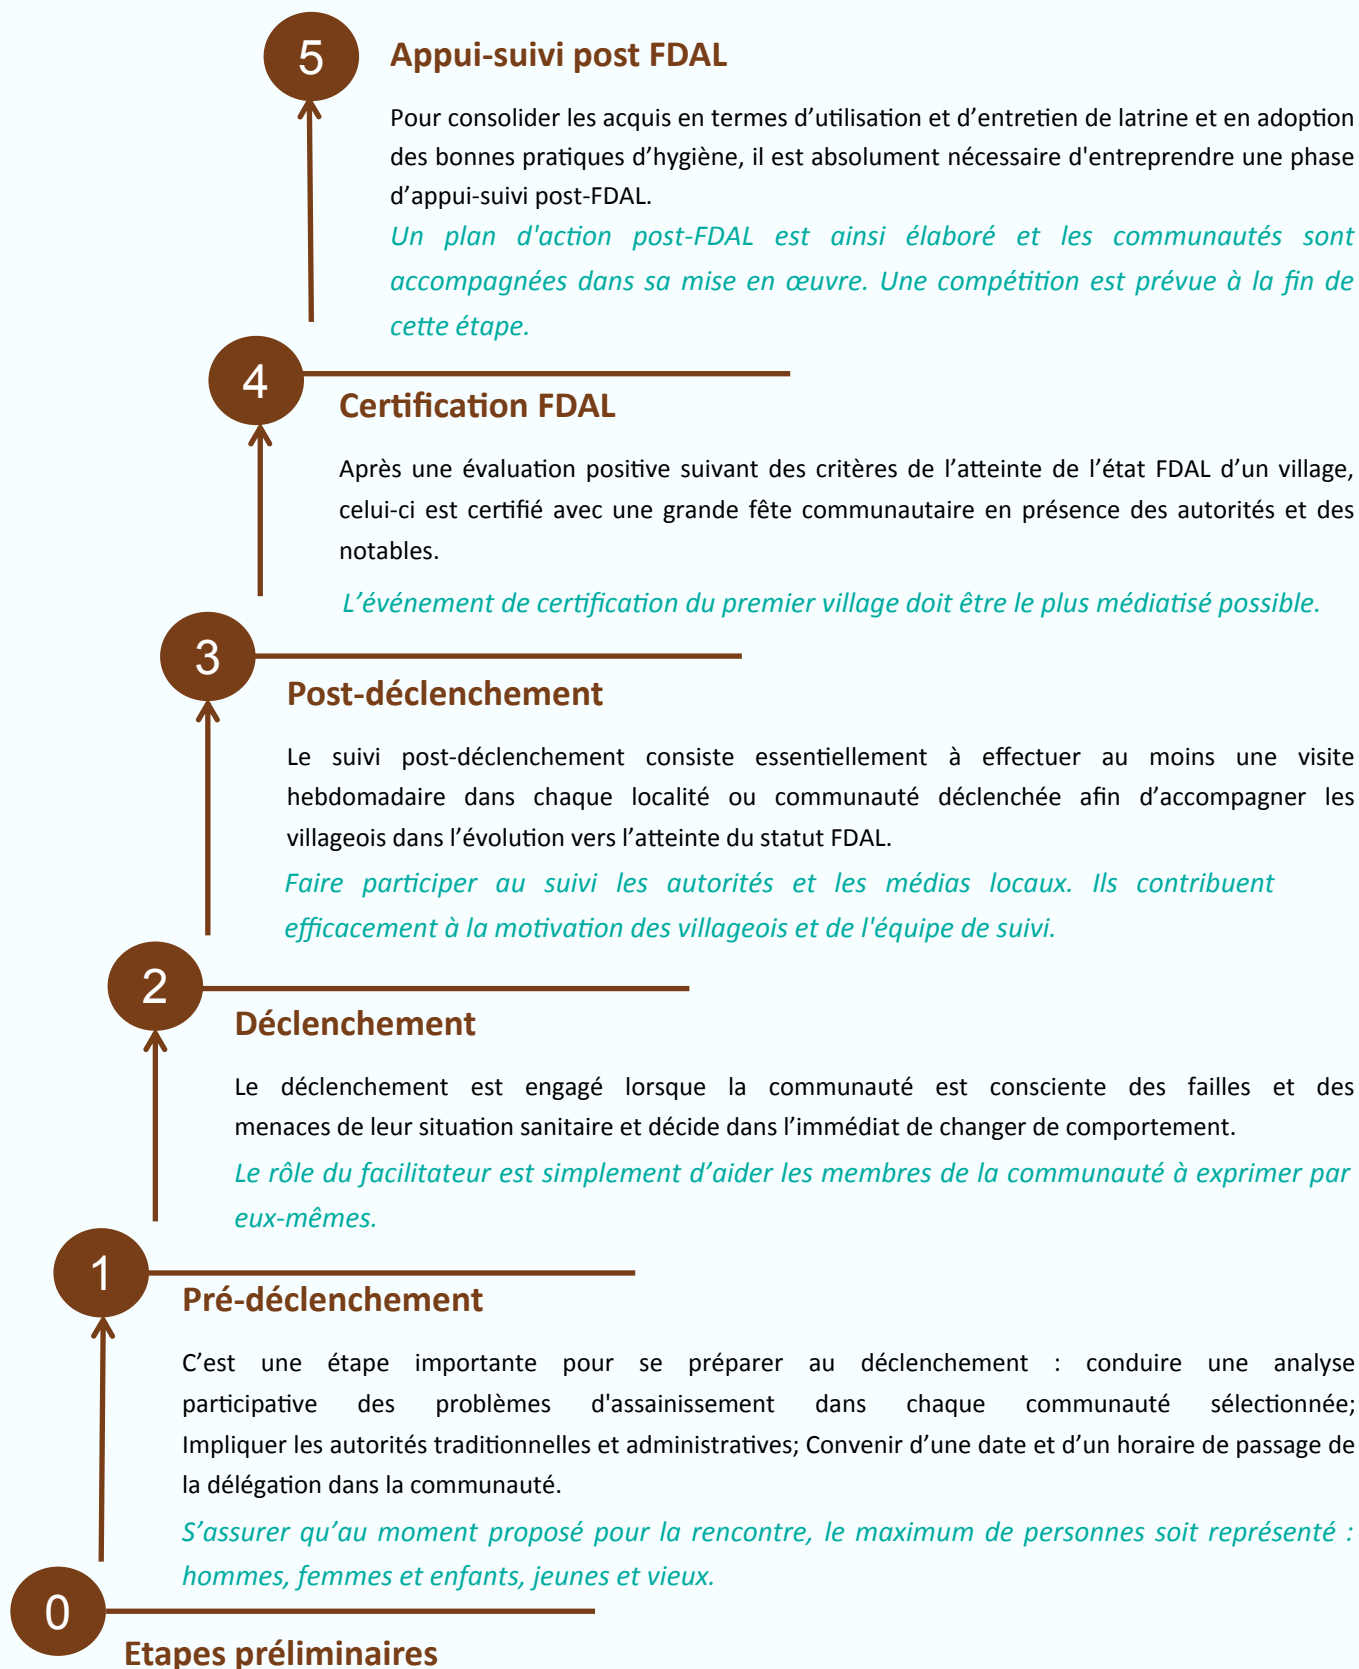 5
Appui-suivi post FDAL
Pour consolider les acquis en termes d’utilisation et d’entretien de latrine et en adoption
des bonnes pratiques d’hygiène, il est absolument nécessaire d'entreprendre une phase
d’appui-suivi post-FDAL.
Un plan d'action post-FDAL est ainsi élaboré et les communautés sont
accompagnées dans sa mise en œuvre. Une compétition est prévue à la fin de
cette étape.
4
Certification FDAL
Après une évaluation positive suivant des critères de l’atteinte de l’état FDAL d’un village,
celui-ci est certifié avec une grande fête communautaire en présence des autorités et des
notables.
L’événement de certification du premier village doit être le plus médiatisé possible.
3
Post-déclenchement
Le suivi post-déclenchement consiste essentiellement à effectuer au moins une visite
hebdomadaire dans chaque localité ou communauté déclenchée afin d’accompagner les
villageois dans l’évolution vers l’atteinte du statut FDAL.
Faire participer au suivi les autorités et les médias locaux. Ils contribuent
efficacement à la motivation des villageois et de l'équipe de suivi.
2
Déclenchement
Le déclenchement est engagé lorsque la communauté est consciente des failles et des
menaces de leur situation sanitaire et décide dans l’immédiat de changer de comportement.
Le rôle du facilitateur est simplement d’aider les membres de la communauté à exprimer par
eux-mêmes.
1
Pré-déclenchement
C’est une étape importante pour se préparer au déclenchement : conduire une analyse
participative des problèmes d'assainissement dans chaque communauté sélectionnée;
Impliquer les autorités traditionnelles et administratives; Convenir d’une date et d’un horaire de passage de
la délégation dans la communauté.
S’assurer qu’au moment proposé pour la rencontre, le maximum de personnes soit représenté :
hommes, femmes et enfants, jeunes et vieux.
0
Etapes préliminaires